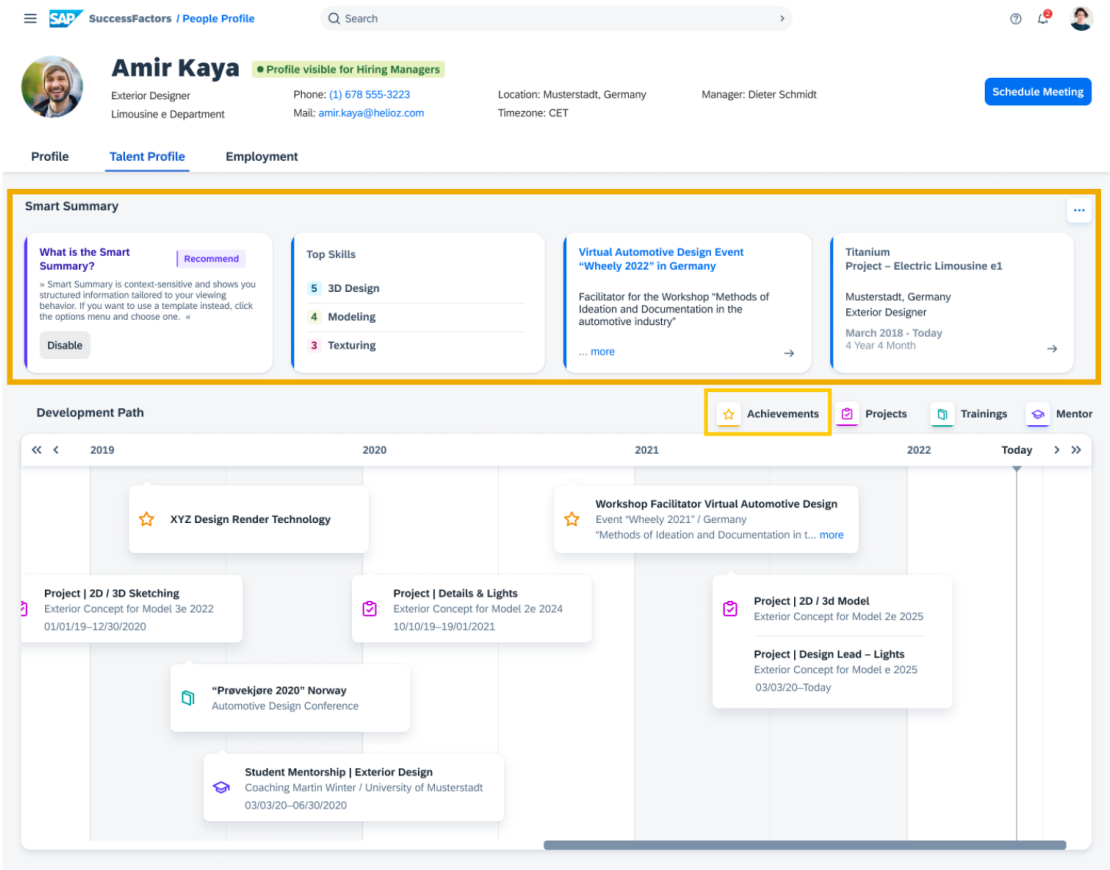 SAP SuccessFactors / People Profile
Search
2
Amir Kaya
Profile visible for Hiring Managers
Exterior Designer
Limousine e Department
Phone: (1) 678 555-3223
Mail: amir.kaya@helioz.com
Location: Musterstadt, Germany
Timezone: CET
Manager: Dieter Schmidt
Schedule Meeting
Profile
Talent Profile
Employment
Smart Summary
...
What is the Smart
Summary?
Recommend
» Smart Summary is context-sensitive and shows you
structured information tailored to your viewing
behavior. If you want to use a template instead, click
the options menu and choose one. «
Disable
Top Skills
5 3D Design
4 Modeling
3 Texturing
Virtual Automotive Design Event
“Wheely 2022” in Germany
Facilitator for the Workshop “Methods of
Ideation and Documentation in the
automotive industry”
... more
Titanium
Project – Electric Limousine e1
Musterstadt, Germany
Exterior Designer
March 2018 - Today
4 Year 4 Month
Development Path
Achievements
Projects
Trainings
Mentor
2019
2020
2021
2022
Today
XYZ Design Render Technology
Workshop Facilitator Virtual Automotive Design
Event “Wheely 2021” / Germany
“Methods of Ideation and Documentation in t... more
Project | 2D / 3D Sketching
Exterior Concept for Model 3e 2022
01/01/19–12/30/2020
Project | Details & Lights
Exterior Concept for Model 2e 2024
10/10/19–19/01/2021
Project | 2D / 3d Model
Exterior Concept for Model 2e 2025
Project | Design Lead – Lights
Exterior Concept for Model e 2025
03/03/20–Today
“Prøvekjøre 2020” Norway
Automotive Design Conference
Student Mentorship | Exterior Design
Coaching Martin Winter / University of Musterstadt
03/03/20–06/30/2020